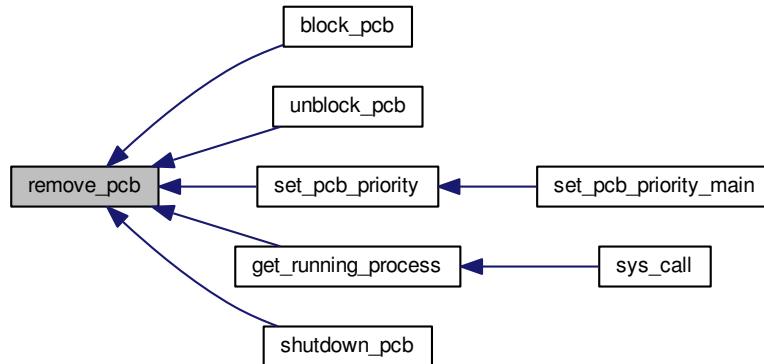 block_pcb
unblock_pcb
remove_pcb
set_pcb_priority
set_pcb_priority_main
get_running_process
sys_call
shutdown_pcb